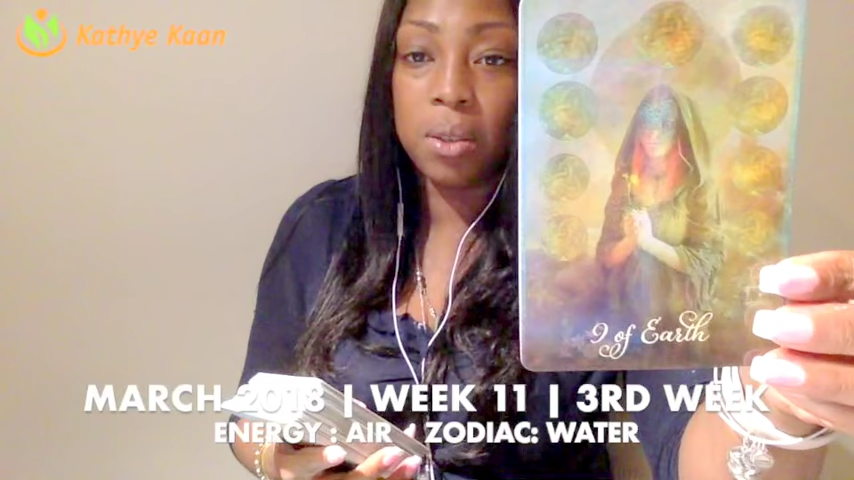 Kathye Kaan
9 of Earth
MARCH 2018 | WEEK 11 | 3RD WEEK
ENERGY : AIR / ZODIAC: WATER